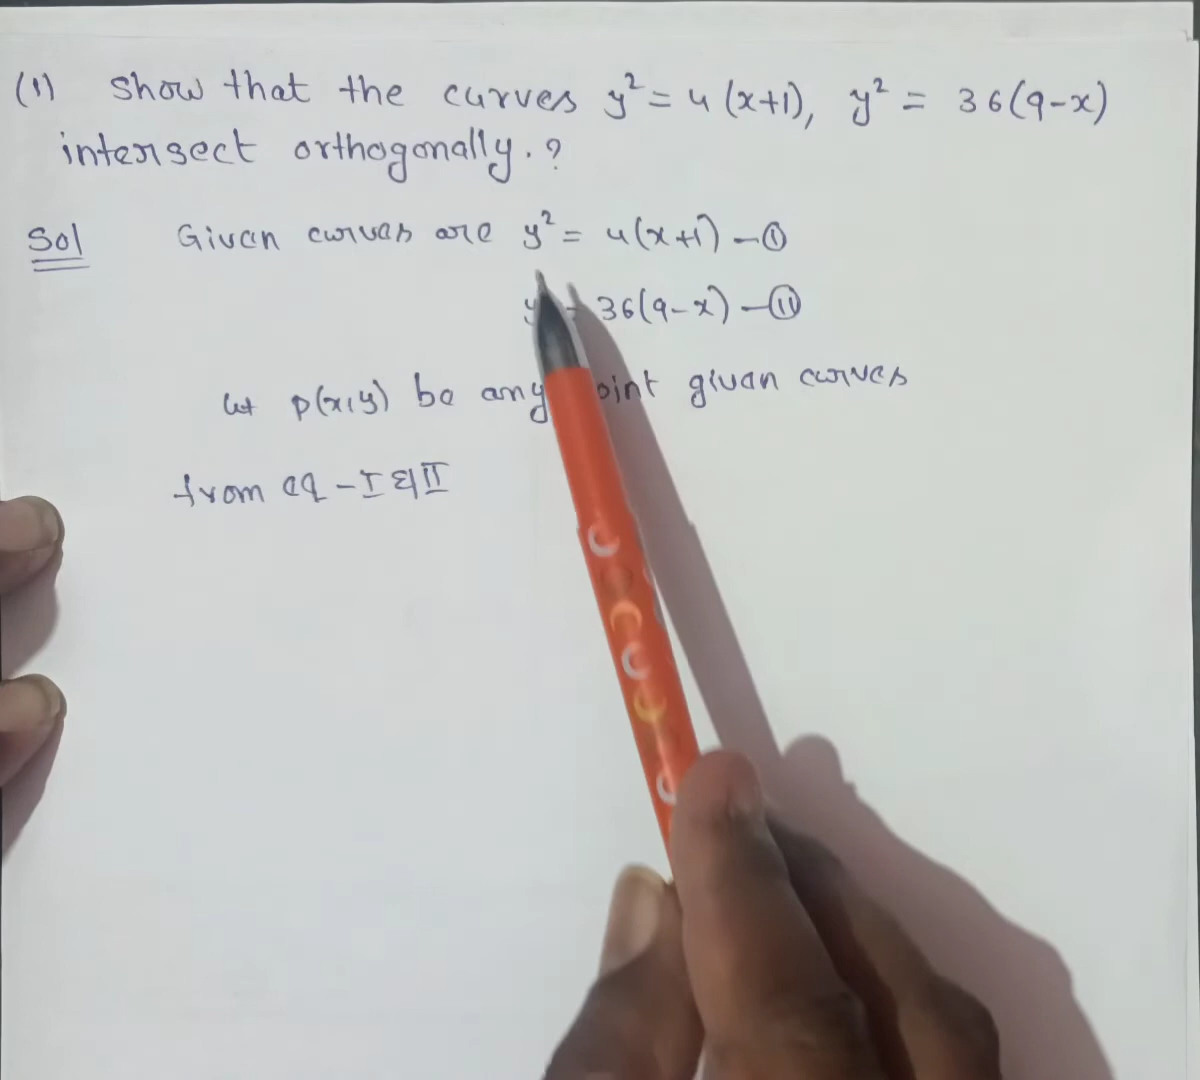 (1) Show that the curves y² = 4(x+1), y² = 36(9-x)
intersect orthogonally.?
Sol Given curves are y² = 4(x+1) — ①
= 36(9-x) — ⑪
let p(x,y) be any given curves
from eq - I & II